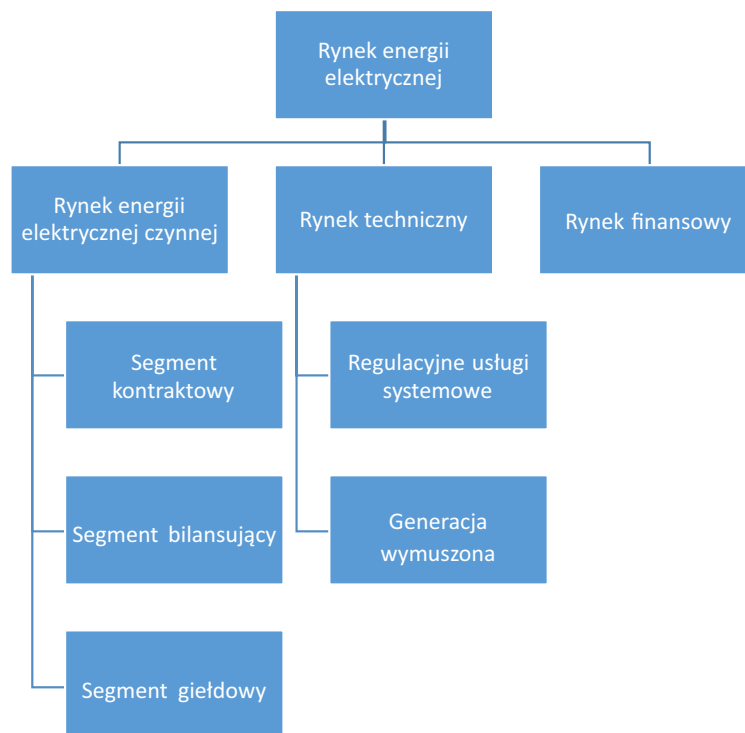 Rynek energii
elektrycznej
Rynek energii
elektrycznej czynnej
Rynek techniczny
Rynek finansowy
Segment
kontraktowy
Regulacyjne usługi
systemowe
Segment bilansujący
Generacja
wymuszona
Segment giełdowy